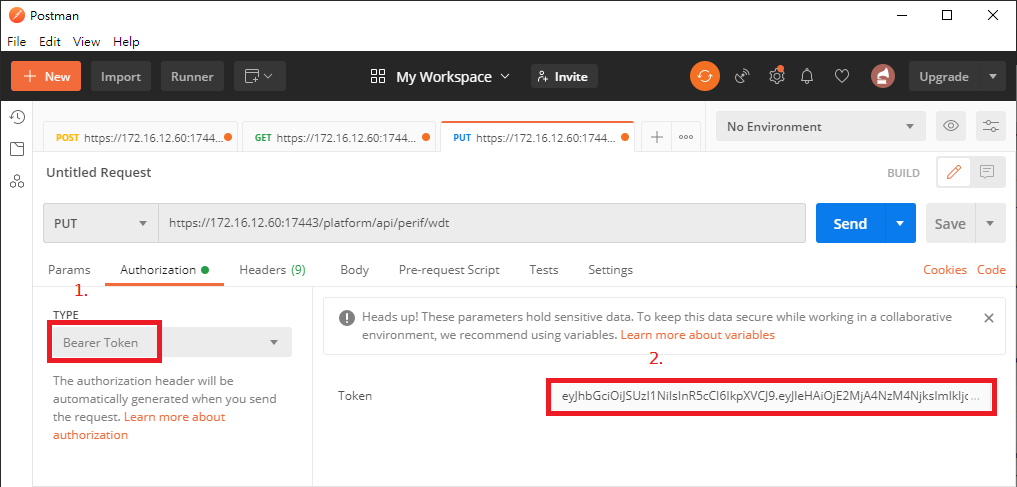 Postman
File Edit View Help
+ New Import Runner My Workspace Invite Upgrade
POST https://172.16.12.60:1744... GET https://172.16.12.60:1744... PUT https://172.16.12.60:1744... + ••• No Environment
Untitled Request BUILD
PUT https://172.16.12.60:17443/platform/api/perif/wdt Send Save
Params Authorization Headers (9) Body Pre-request Script Tests Settings Cookies Code
1.
TYPE
Bearer Token
The authorization header will be
automatically generated when you send
the request. Learn more about
authorization
Heads up! These parameters hold sensitive data. To keep this data secure while working in a collaborative
environment, we recommend using variables. Learn more about variables
2.
Token